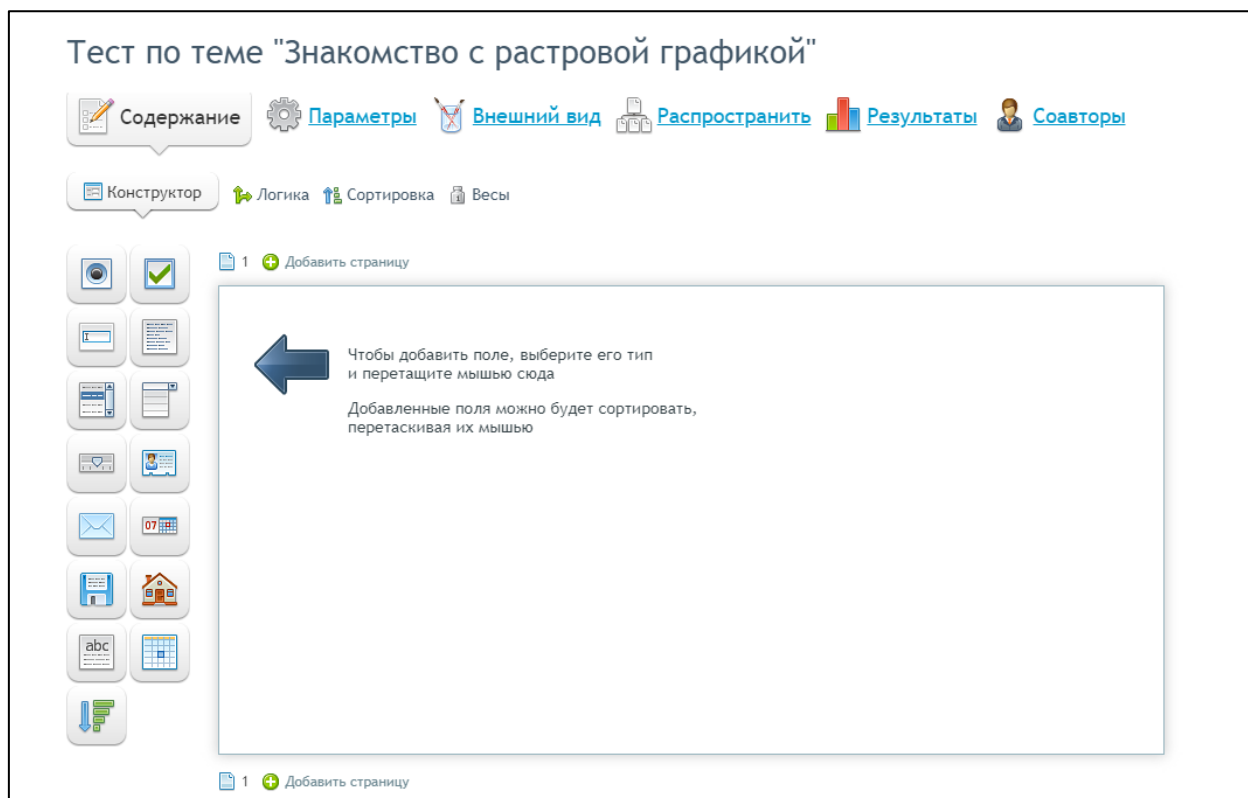 Тест по теме "Знакомство с растровой графикой"
Содержание Параметры Внешний вид Распространить Результаты Соавторы
Конструктор Логика Сортировка Весы
1 Добавить страницу
Чтобы добавить поле, выберите его тип
и перетащите мышью сюда
Добавленные поля можно будет сортировать,
перетаскивая их мышью
07
abc
1 Добавить страницу